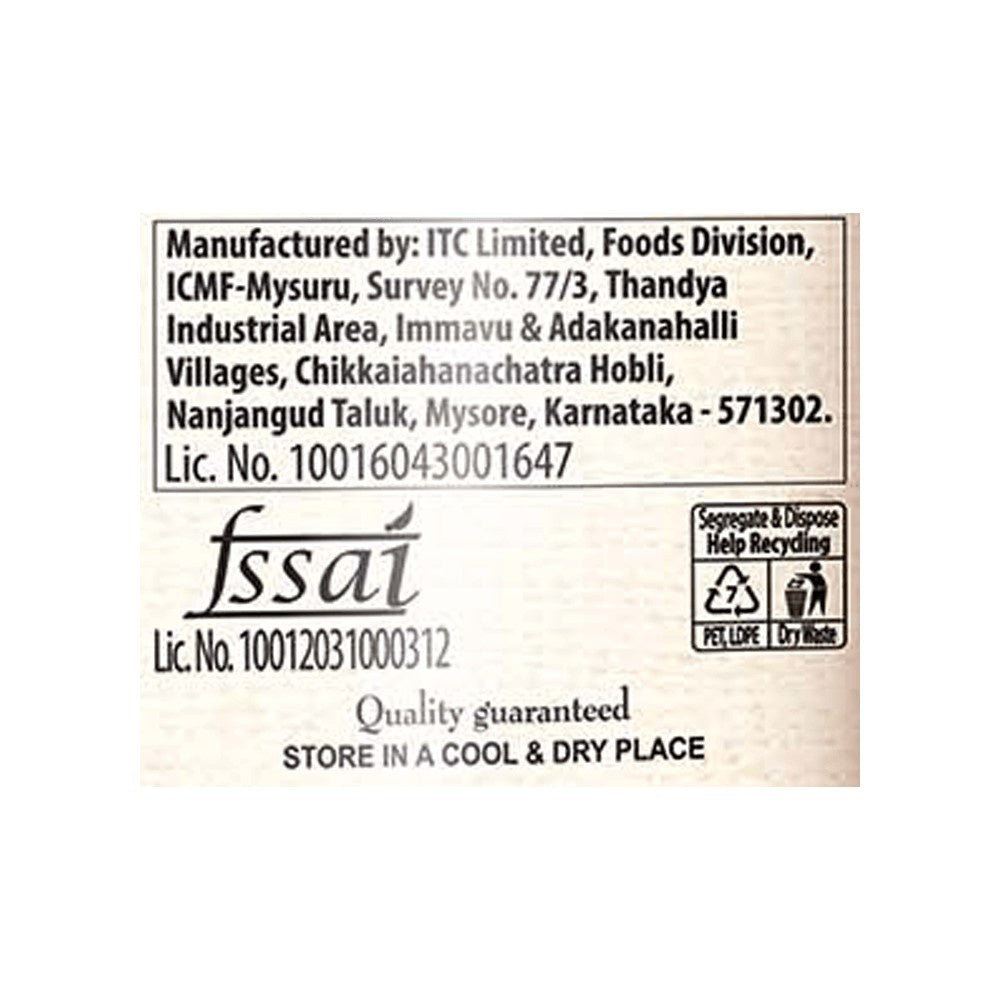 Manufactured by: ITC Limited, Foods Division,
ICMF-Mysuru, Survey No. 77/3, Thandya
Industrial Area, Immavu & Adakanahalli
Villages, Chikkaiahanachatra Hobli,
Nanjangud Taluk, Mysore, Karnataka - 571302.
Lic. No. 10016043001647
fssai
Lic. No. 10012031000312
Segregate & Dispose
Help Recycling
7
PET, LDPE
Dry Waste
Quality guaranteed
STORE IN A COOL & DRY PLACE